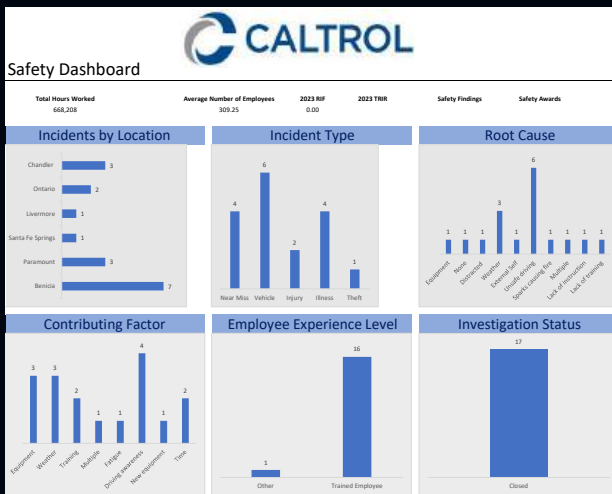 CALTROL
Safety Dashboard
Total Hours Worked Average Number of Employees 2023 RIF 2023 TRIR Safety Findings Safety Awards
668,208 309.25 0.00
Incidents by Location
Chandler 3
Ontario 2
Livermore 1
Santa Fe Springs 1
Paramount 3
Benicia 7
Incident Type
4 6 2 4 1
Near Miss Vehicle Injury Illness Theft
Root Cause
1 1 1 3 1 6 1 1 1 1
Equipment
None
Distracted
Weather
External Self
Unsafe driving
Sparks causing fire
Multiple
Lack of instruction
Lack of training
Contributing Factor
3 3 2 1 1 4 1 2
Equipment
Weather
Training
Multiple
Fatigue
Driving awareness
New equipment
Time
Employee Experience Level
1 16
Other Trained Employee
Investigation Status
17
Closed